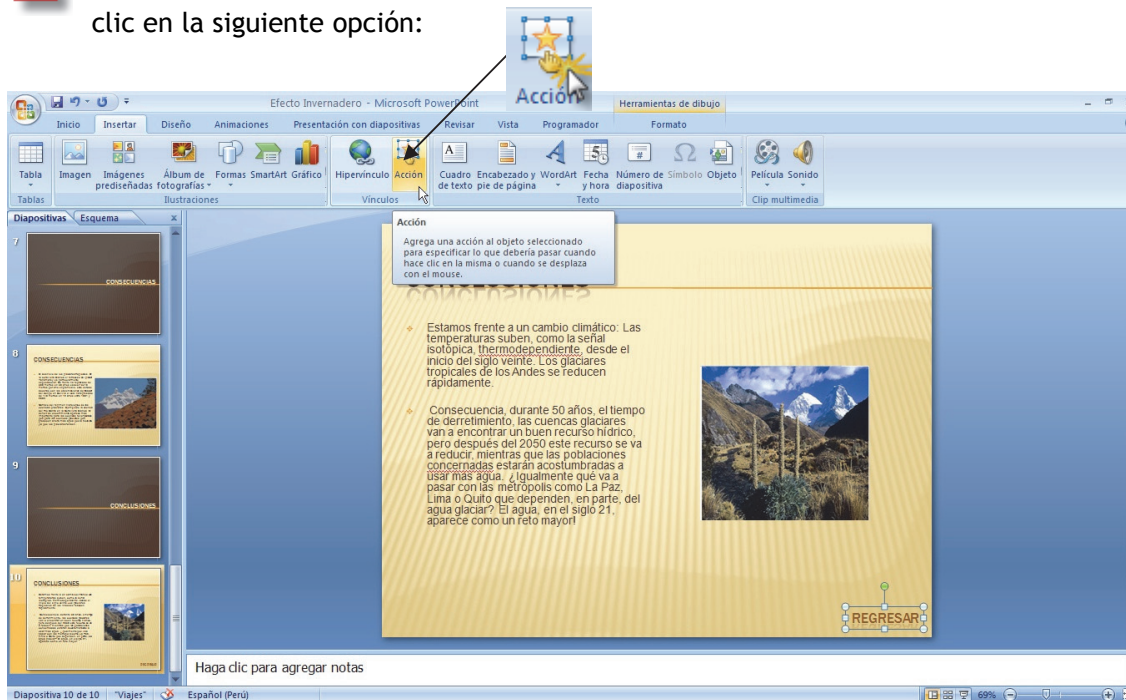 clic en la siguiente opción:
Acción
Efecto Invernadero - Microsoft PowerPoint
Herramientas de dibujo
Inicio Insertar Diseño Animaciones Presentación con diapositivas Revisar Vista Programador Formato
Tabla Imagen Imágenes prediseñadas Álbum de fotografías Formas SmartArt Gráfico Hipervínculo Acción Cuadro de texto Encabezado y pie de página WordArt Fecha y hora Número de diapositiva Símbolo Objeto Película Sonido
Tablas Ilustraciones Vínculos Texto Clip multimedia
Diapositivas Esquema
Acción
Agrega una acción al objeto seleccionado
para especificar lo que debería pasar cuando
hace clic en la misma o cuando se desplaza
con el mouse.
7
CONSECUENCIAS
8
CONSECUENCIAS
9
CONCLUSIONES
10
CONCLUSIONES
CONCLUSIONES
Estamos frente a un cambio climático: Las
temperaturas suben, como la señal
isotòpica, thermodependiente, desde el
inicio del siglo veinte. Los glaciares
tropicales de los Andes se reducen
rápidamente.
Consecuencia, durante 50 años, el tiempo
de derretimiento, las cuencas glaciares
van a encontrar un buen recurso hídrico,
pero después del 2050 este recurso se va
a reducir, mientras que las poblaciones
concernadas estarán acostumbradas a
usar más agua. ¿Igualmente qué va a
pasar con las metrópolis como La Paz,
Lima o Quito que dependen, en parte, del
agua glaciar? El agua, en el siglo 21,
aparece como un reto mayor!
REGRESAR
Haga clic para agregar notas
Diapositiva 10 de 10 "Viajes" Español (Perú) 69%